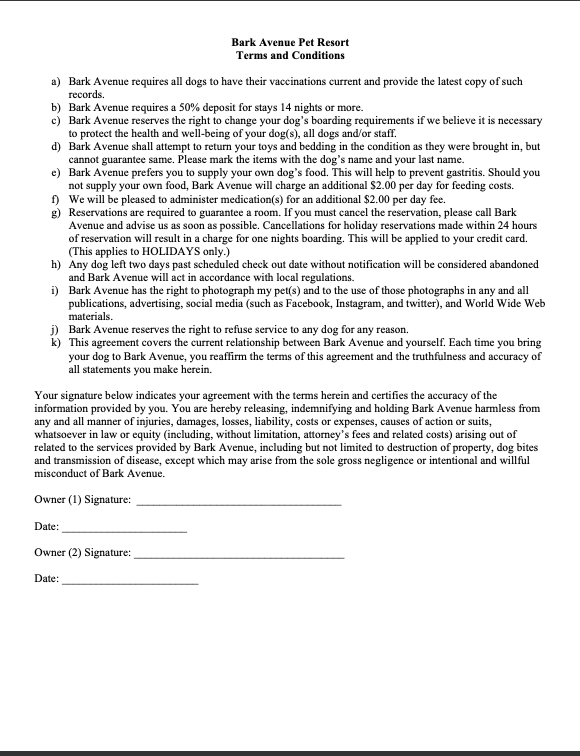 Bark Avenue Pet Resort
Terms and Conditions
a) Bark Avenue requires all dogs to have their vaccinations current and provide the latest copy of such
records.
b) Bark Avenue requires a 50% deposit for stays 14 nights or more.
c) Bark Avenue reserves the right to change your dog's boarding requirements if we believe it is necessary
to protect the health and well-being of your dog(s), all dogs and/or staff.
d) Bark Avenue shall attempt to return your toys and bedding in the condition as they were brought in, but
cannot guarantee same. Please mark the items with the dog's name and your last name.
e) Bark Avenue prefers you to supply your own dog's food. This will help to prevent gastritis. Should you
not supply your own food, Bark Avenue will charge an additional $2.00 per day for feeding costs.
f) We will be pleased to administer medication(s) for an additional $2.00 per day fee.
g) Reservations are required to guarantee a room. If you must cancel the reservation, please call Bark
Avenue and advise us as soon as possible. Cancellations for holiday reservations made within 24 hours
of reservation will result in a charge for one nights boarding. This will be applied to your credit card.
(This applies to HOLIDAYS only.)
h) Any dog left two days past scheduled check out date without notification will be considered abandoned
and Bark Avenue will act in accordance with local regulations.
i) Bark Avenue has the right to photograph my pet(s) and to the use of those photographs in any and all
publications, advertising, social media (such as Facebook, Instagram, and twitter), and World Wide Web
materials.
j) Bark Avenue reserves the right to refuse service to any dog for any reason.
k) This agreement covers the current relationship between Bark Avenue and yourself. Each time you bring
your dog to Bark Avenue, you reaffirm the terms of this agreement and the truthfulness and accuracy of
all statements you make herein.
Your signature below indicates your agreement with the terms herein and certifies the accuracy of the
information provided by you. You are hereby releasing, indemnifying and holding Bark Avenue harmless from
any and all manner of injuries, damages, losses, liability, costs or expenses, causes of action or suits,
whatsoever in law or equity (including, without limitation, attorney's fees and related costs) arising out of
related to the services provided by Bark Avenue, including but not limited to destruction of property, dog bites
and transmission of disease, except which may arise from the sole gross negligence or intentional and willful
misconduct of Bark Avenue.
Owner (1) Signature: ____________________
Date: ____________________
Owner (2) Signature: ____________________
Date: ____________________